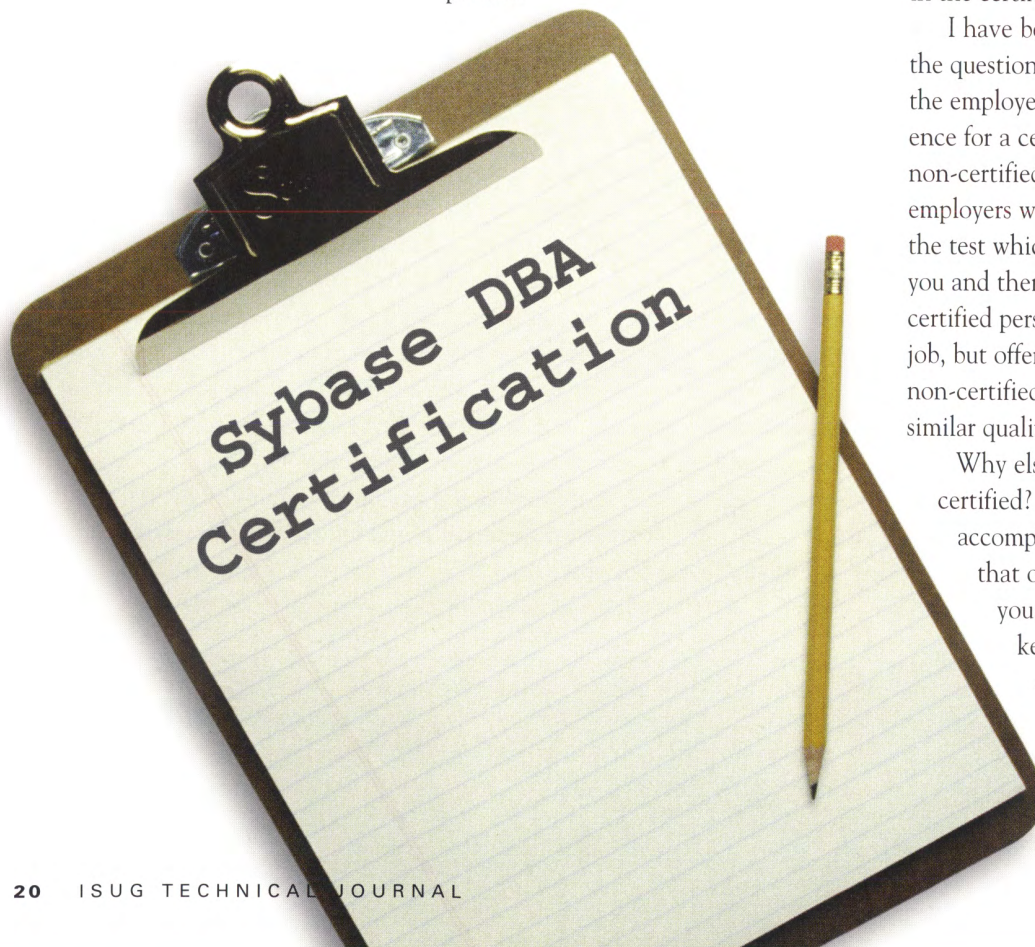 I have be
the question
the employe
ence for a ce
non-certified
employers w
the test whic
you and then
certified pers
job, but offer
non-certified
similar qualit
Why els
certified?
accomp
that o
you
ke
Sybase DBA
Certification
20 ISUG TECHNICAL JOURNAL